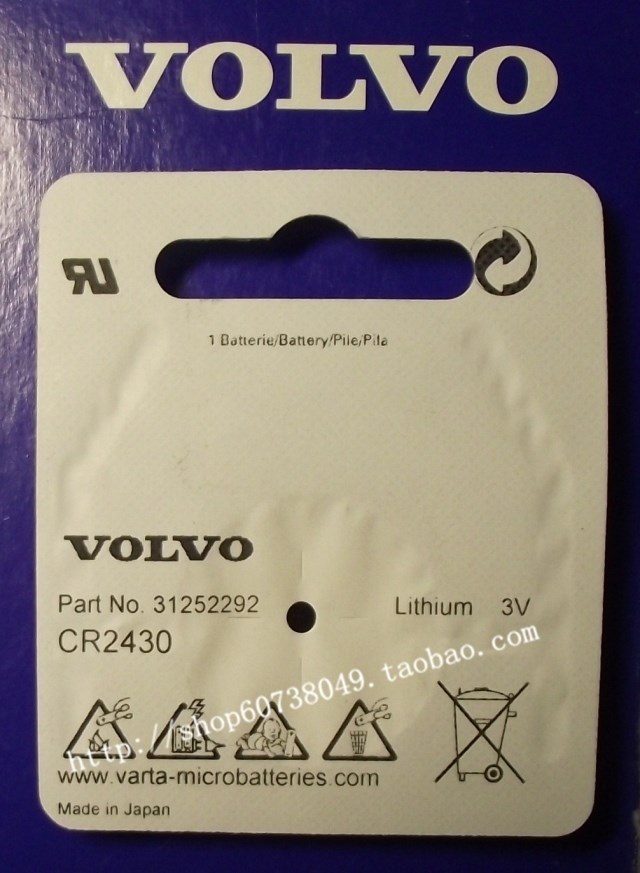 VOLVO
1 Batterie/Battery/Pile/Pila
VOLVO
Part No. 31252292
Lithium 3V
CR2430
http://shop60738049.taobao.com
www.varta-microbatteries.com
Made in Japan